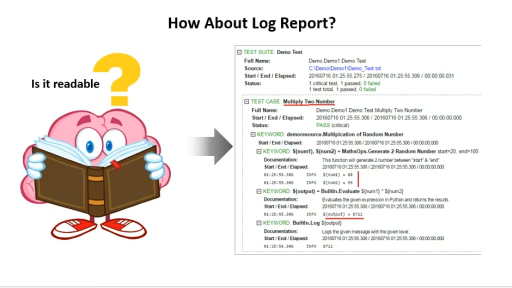 How About Log Report?
Is it readable
TEST SUITE: Demo Test
Full Name: Demo.Demo1.Demo Test
Source: C:\Demo\Demo1\Demo_Test.txt
Start / End / Elapsed: 20160716 01:25:55.275 / 20160716 01:25:55.306 / 00:00:00.031
Status: 1 critical test, 1 passed, 0 failed
1 test total, 1 passed, 0 failed
TEST CASE: Multiply Two Number
Full Name: Demo.Demo1.Demo Test.Multiply Two Number
Start / End / Elapsed: 20160716 01:25:55.306 / 20160716 01:25:55.306 / 00:00:00.000
Status: PASS (critical)
KEYWORD: demoresource.Multipication of Random Number
Start / End / Elapsed: 20160716 01:25:55.306 / 20160716 01:25:55.306 / 00:00:00.000
KEYWORD: ${num1}, ${num2} = MathsOps.Generate 2 Random Number start=20, end=100
Documentation: This function will generate 2 number between "start" & "end"
Start / End / Elapsed: 20160716 01:25:55.306 / 20160716 01:25:55.306 / 00:00:00.000
01:25:55.306 INFO ${num1} = 88
01:25:55.306 INFO ${num2} = 99
KEYWORD: ${output} = BuiltIn.Evaluate ${num1} * ${num2}
Documentation: Evaluates the given expression in Python and returns the results.
Start / End / Elapsed: 20160716 01:25:55.306 / 20160716 01:25:55.306 / 00:00:00.000
01:25:55.306 INFO ${output} = 8712
KEYWORD: BuiltIn.Log ${output}
Documentation: Logs the given message with the given level.
Start / End / Elapsed: 20160716 01:25:55.306 / 20160716 01:25:55.306 / 00:00:00.000
01:25:55.306 INFO 8712